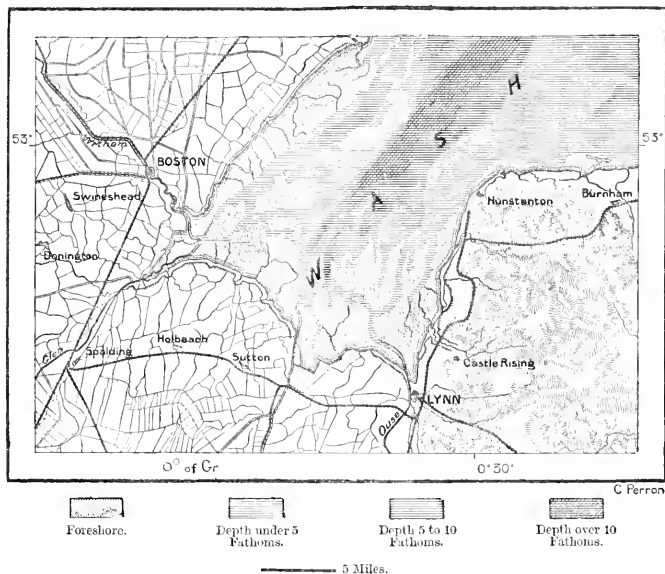 H
S
53°
53°
Witham
BOSTON
A
Hunstanton
Burnham
Swineshead
Donington
W
Holbeach
Glen
Spalding
Sutton
Castle Rising
LYNN
Ouse
0° of Gr
0°30'
C Perron
Foreshore.
Depth under 5
Fathoms.
Depth 5 to 10
Fathoms.
Depth over 10
Fathoms.
5 Miles.